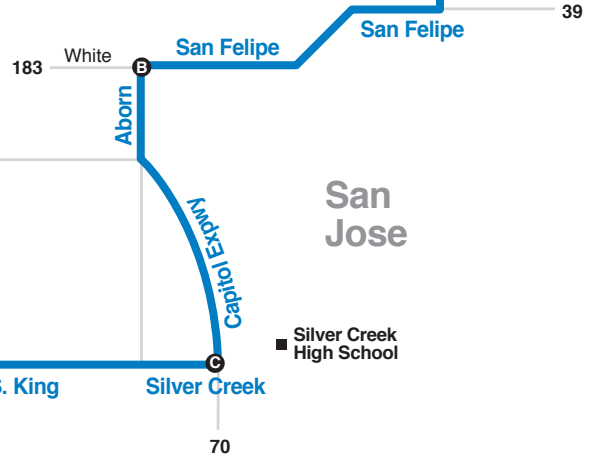 39
San Felipe
San Felipe
White
183
B
Aborn
San
Jose
Capitol Expwy
Silver Creek
High School
C
S. King
Silver Creek
70